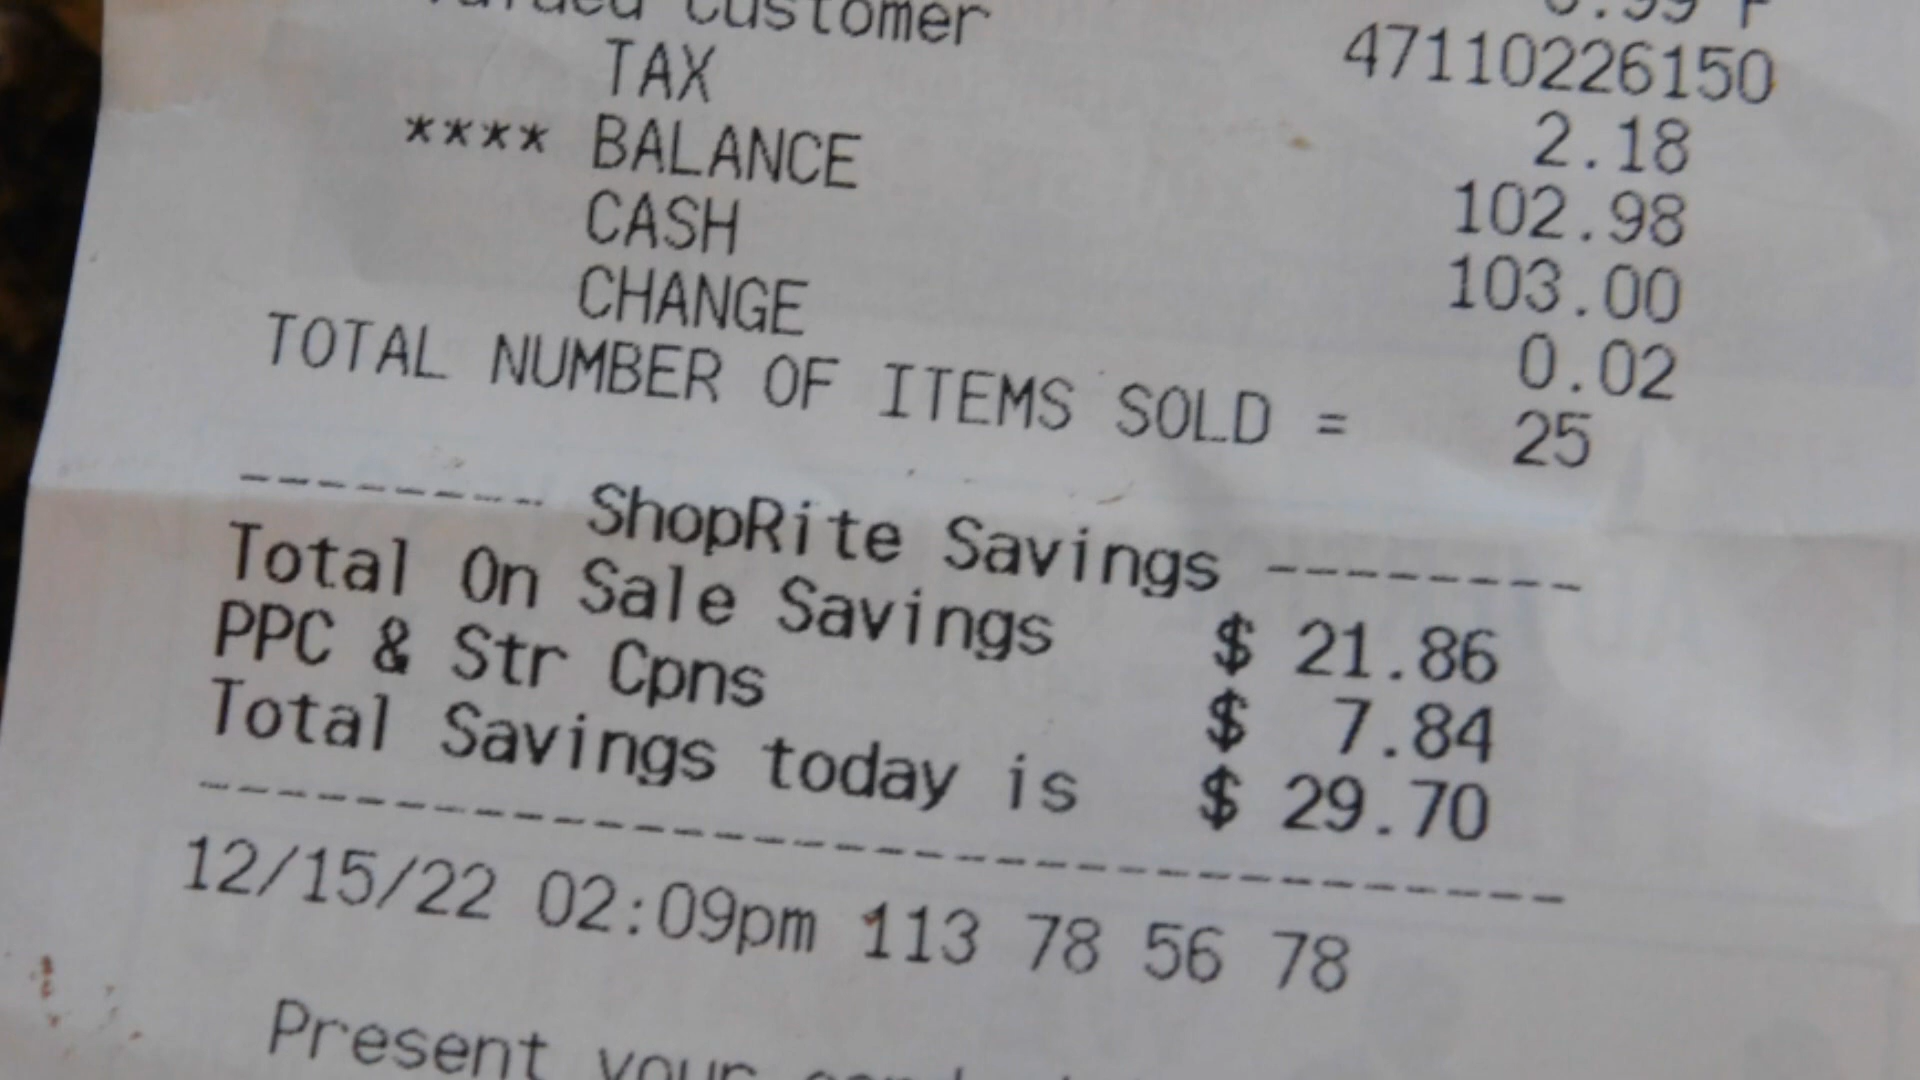 Customer 47110226150
TAX 2.18
**** BALANCE 102.98
CASH 103.00
CHANGE 0.02
TOTAL NUMBER OF ITEMS SOLD = 25
--------- ShopRite Savings --------
Total On Sale Savings $ 21.86
PPC & Str Cpns $ 7.84
Total Savings today is $ 29.70
-----------------------------------
12/15/22 02:09pm 113 78 56 78
Present your